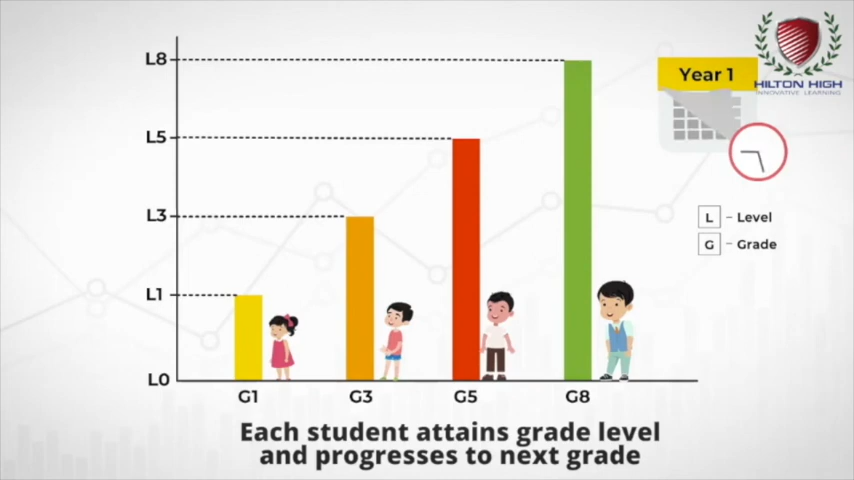 L8
Year 1
HILTON HIGH
INNOVATIVE LEARNING
L5
L3
L - Level
G - Grade
L1
L0
G1 G3 G5 G8
Each student attains grade level
and progresses to next grade